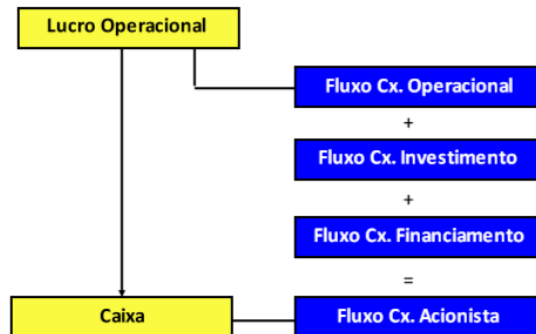 Lucro Operacional
Fluxo Cx. Operacional
+
Fluxo Cx. Investimento
+
Fluxo Cx. Financiamento
=
Caixa
Fluxo Cx. Acionista